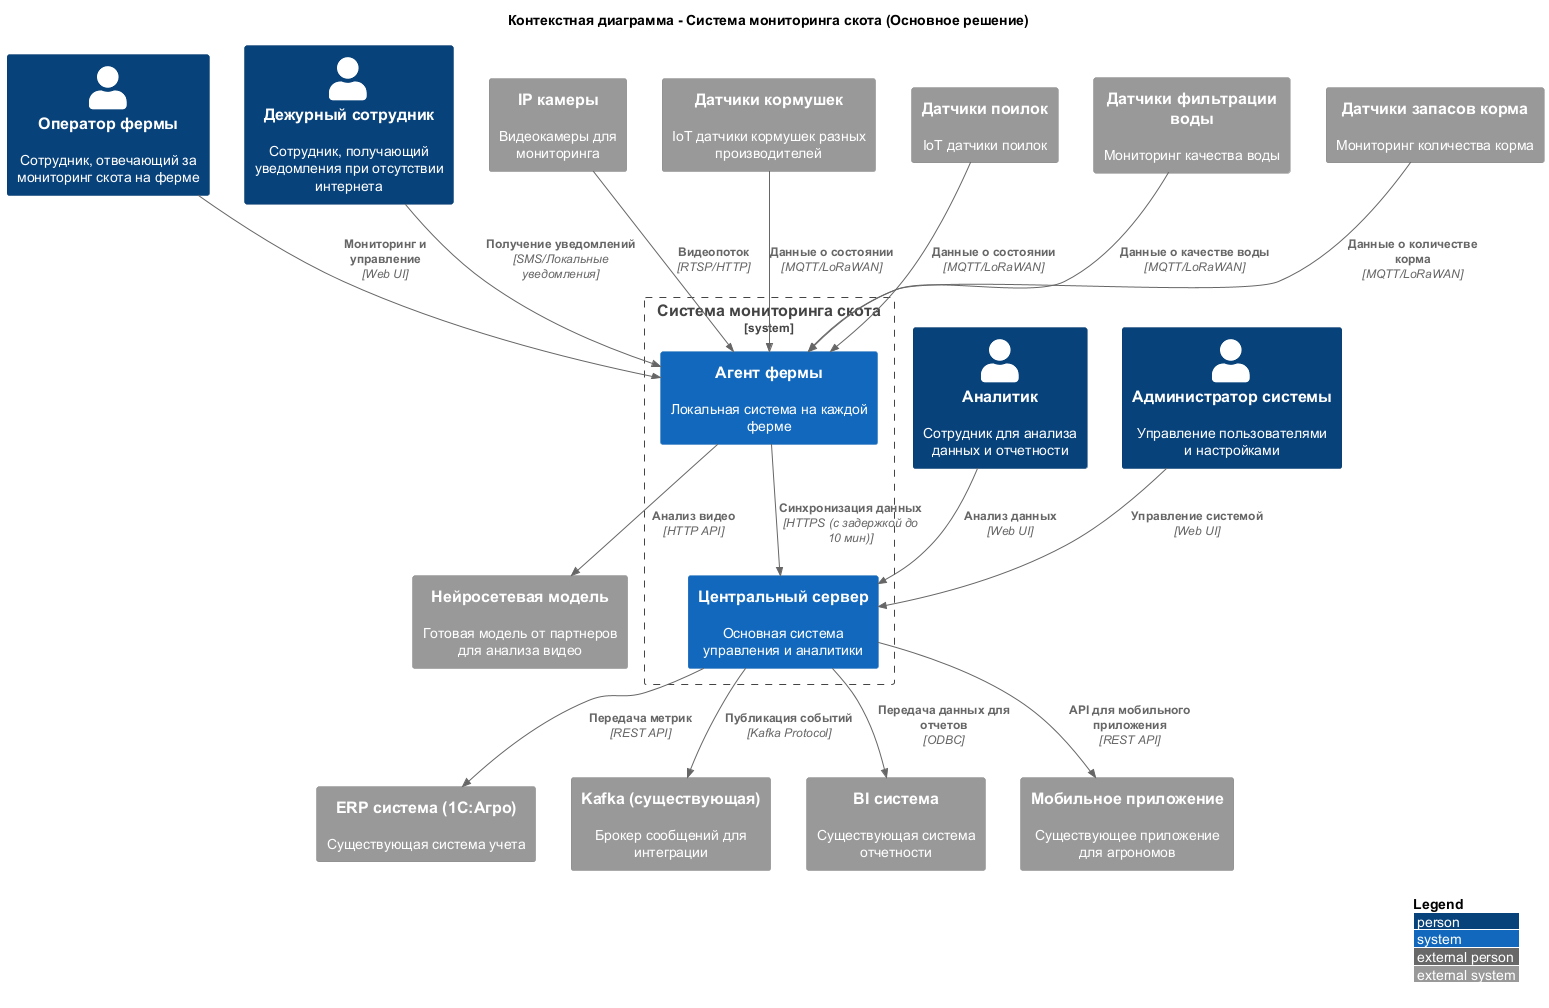 Контекстная диаграмма - Система мониторинга скота (Основное решение)
Оператор фермы
Сотрудник, отвечающий за
мониторинг скота на ферме
Дежурный сотрудник
Сотрудник, получающий
уведомления при отсутствии
интернета
IP камеры
Видеокамеры для
мониторинга
Датчики кормушек
IoT датчики кормушек разных
производителей
Датчики поилок
IoT датчики поилок
Датчики фильтрации
воды
Мониторинг качества воды
Датчики запасов корма
Мониторинг количества корма
Мониторинг и
управление
[Web UI]
Получение уведомлений
[SMS/Локальные
уведомления]
Видеопоток
[RTSP/HTTP]
Данные о состоянии
[MQTT/LoRaWAN]
Данные о состоянии
[MQTT/LoRaWAN]
Данные о качестве воды
[MQTT/LoRaWAN]
Данные о количестве
корма
[MQTT/LoRaWAN]
Система мониторинга скота
[system]
Агент фермы
Локальная система на каждой
ферме
Аналитик
Сотрудник для анализа
данных и отчетности
Администратор системы
Управление пользователями
и настройками
Анализ видео
[HTTP API]
Синхронизация данных
[HTTPS (с задержкой до
10 мин)]
Анализ данных
[Web UI]
Управление системой
[Web UI]
Нейросетевая модель
Готовая модель от партнеров
для анализа видео
Центральный сервер
Основная система
управления и аналитики
Передача метрик
[REST API]
Публикация событий
[Kafka Protocol]
Передача данных для
отчетов
[ODBC]
API для мобильного
приложения
[REST API]
ERP система (1С:Агро)
Существующая система учета
Kafka (существующая)
Брокер сообщений для
интеграции
BI система
Существующая система
отчетности
Мобильное приложение
Существующее приложение
для агрономов
Legend
person
system
external person
external system